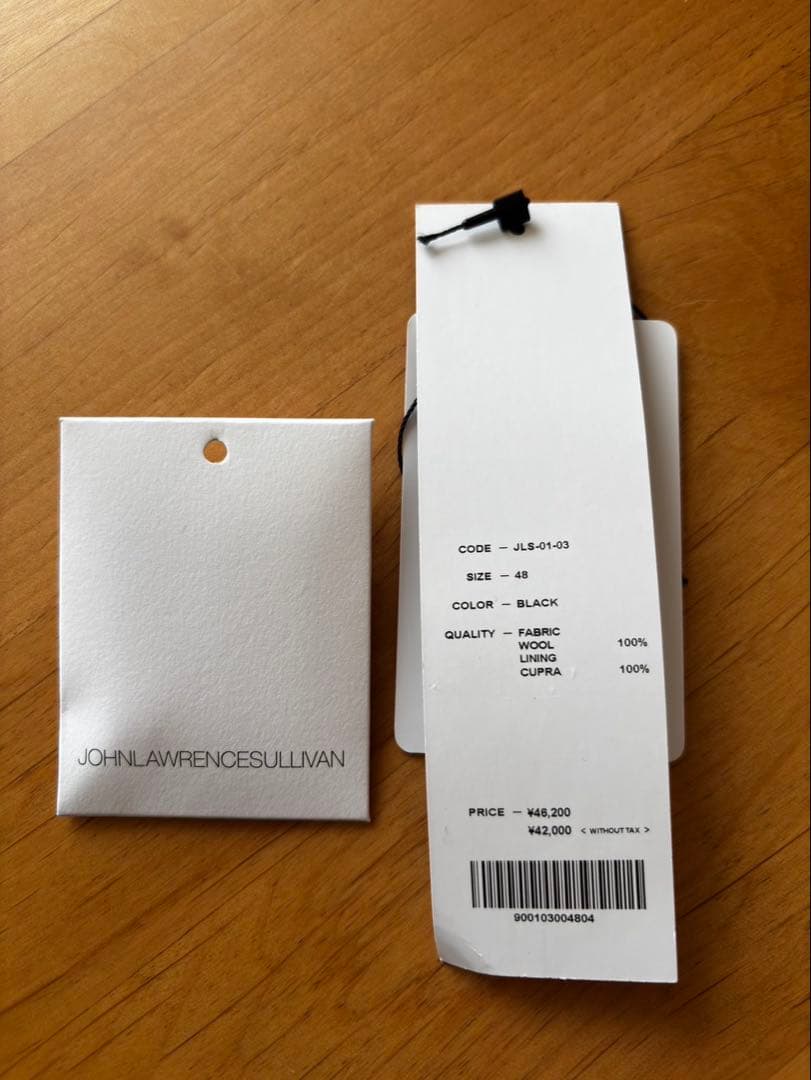 JOHNLAWRENCESULLIVAN
CODE — JLS-01-03
SIZE — 48
COLOR — BLACK
QUALITY — FABRIC
WOOL 100%
LINING
CUPRA 100%
PRICE — ¥46,200
¥42,000 < WITHOUT TAX >
900103004804